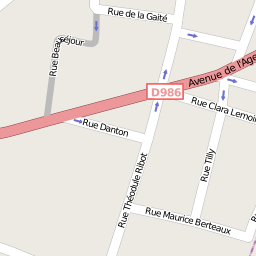 Rue de la Gaité
Rue Beau
Séjour
Avenue de l'Age
D986
Rue Clara Lemoin
Rue Danton
Rue Tilly
Rue Théodule Ribot
Rue Maurice Berteaux